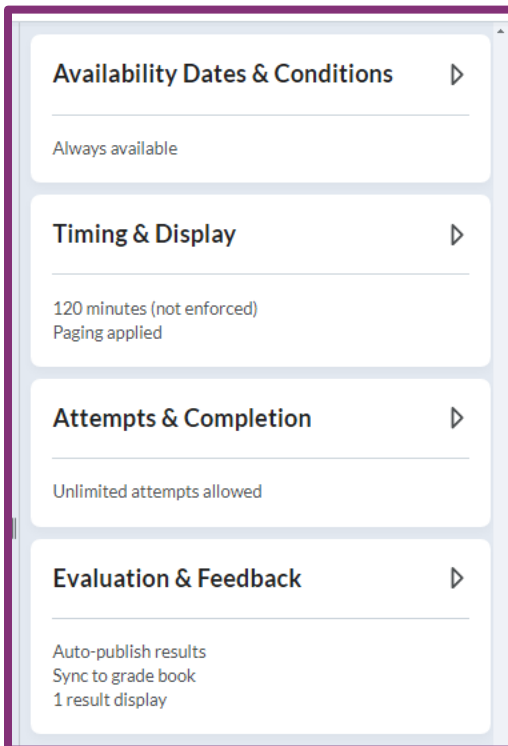 Availability Dates & Conditions
Always available
Timing & Display
120 minutes (not enforced)
Paging applied
Attempts & Completion
Unlimited attempts allowed
Evaluation & Feedback
Auto-publish results
Sync to grade book
1 result display